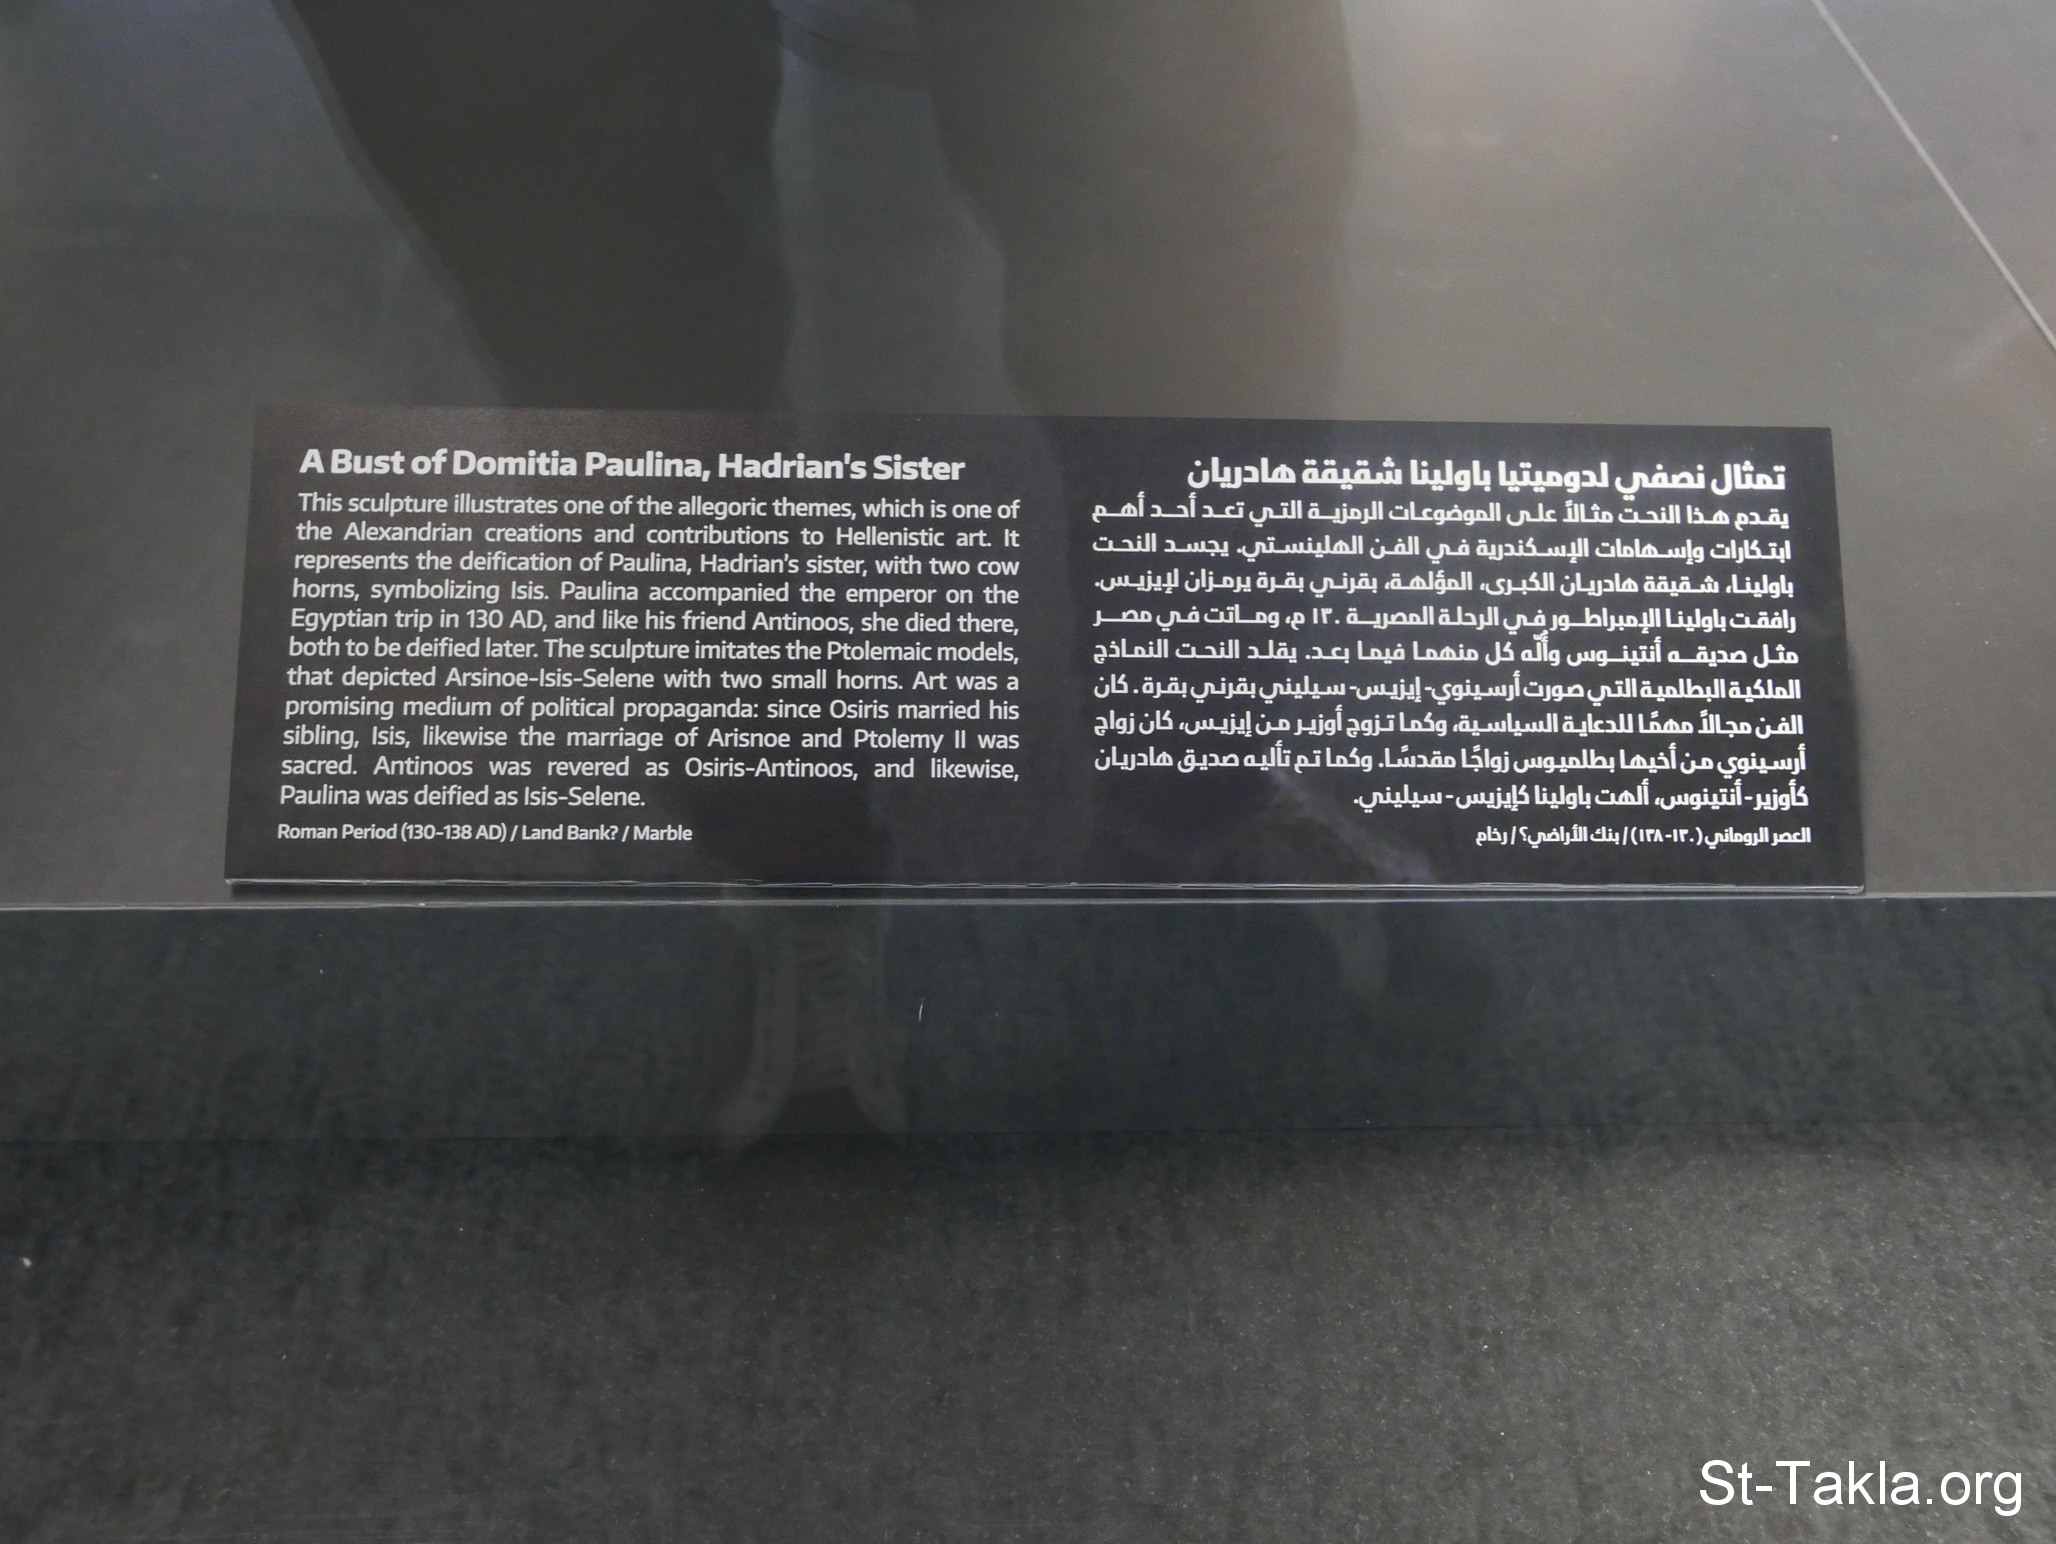 A Bust of Domitia Paulina, Hadrian's Sister
This sculpture illustrates one of the allegoric themes, which is one of
the Alexandrian creations and contributions to Hellenistic art. It
represents the deification of Paulina, Hadrian's sister, with two cow
horns, symbolizing Isis. Paulina accompanied the emperor on the
Egyptian trip in 130 AD, and like his friend Antinoos, she died there,
both to be deified later. The sculpture imitates the Ptolemaic models,
that depicted Arsinoe-Isis-Selene with two small horns. Art was a
promising medium of political propaganda: since Osiris married his
sibling, Isis, likewise the marriage of Arisnoe and Ptolemy II was
sacred. Antinoos was revered as Osiris-Antinoos, and likewise,
Paulina was deified as Isis-Selene.
Roman Period (130-138 AD) / Land Bank? / Marble
تمثال نصفي لدوميتيا باولينا شقيقة هادريان
يقدم هذا النحت مثالاً على الموضوعات الرمزية التي تعد أحد أهم
ابتكارات وإسهامات الإسكندرية في الفن الهلينستي. يجسد النحت
باولينا، شقيقة هادريان الكبرى، المؤلهة، بقرني بقرة يرمزان لإيزيس.
رافقت باولينا الإمبراطور في الرحلة المصرية ١٣٠ م، وماتت في مصر
مثل صديقه أنتينوس وأُلّه كل منهما فيما بعد. يقلد النحت النماذج
الملكية البطلمية التي صورت أرسينوي- إيزيس- سيليني بقرني بقرة. كان
الفن مجالاً مهمًا للدعاية السياسية، وكما تزوج أوزير من إيزيس، كان زواج
أرسينوي من أخيها بطلميوس زواجًا مقدسًا. وكما تم تأليه صديق هادريان
كأوزير- أنتينوس، ألهت باولينا كإيزيس- سيليني.
العصر الروماني (١٣٠-١٣٨) / بنك الأراضي؟ / رخام
St-Takla.org